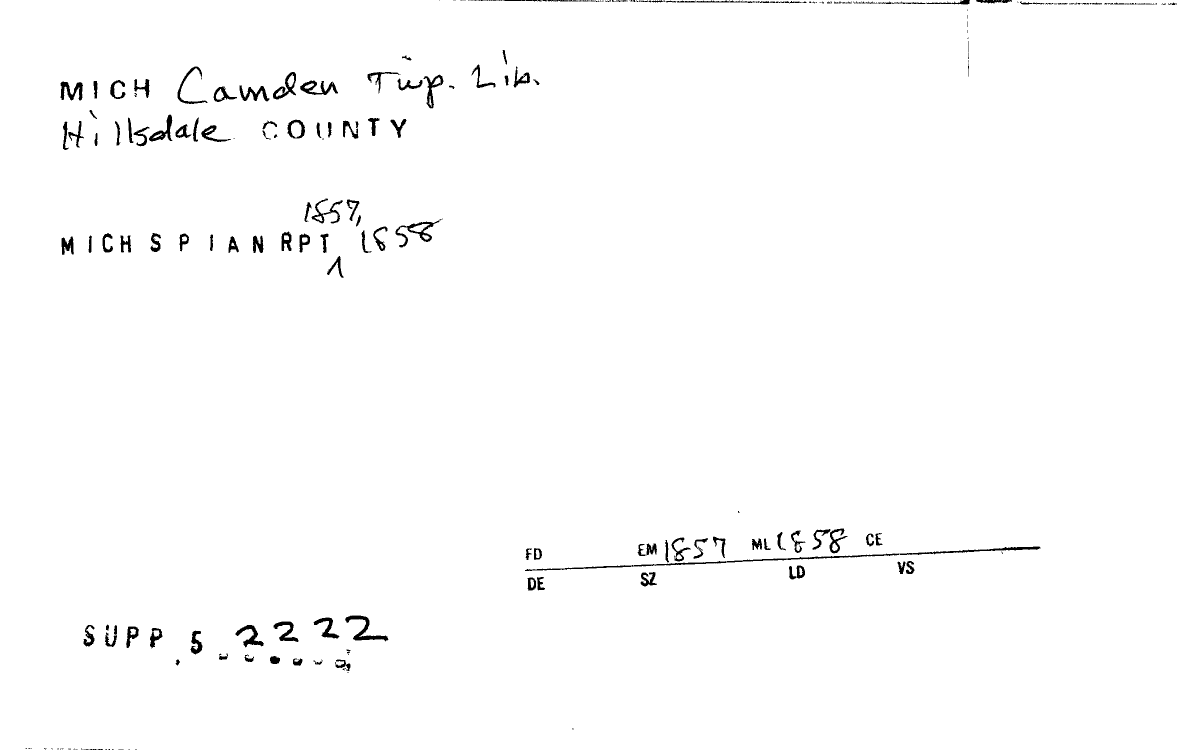 MICH Camden Twp. Lib.
Hillsdale COUNTY
1857,
MICH S P I A N RPT ^ 1858
FD EM 1857 ML 1858 CE
DE SZ LD VS
SUPP. 5 2222